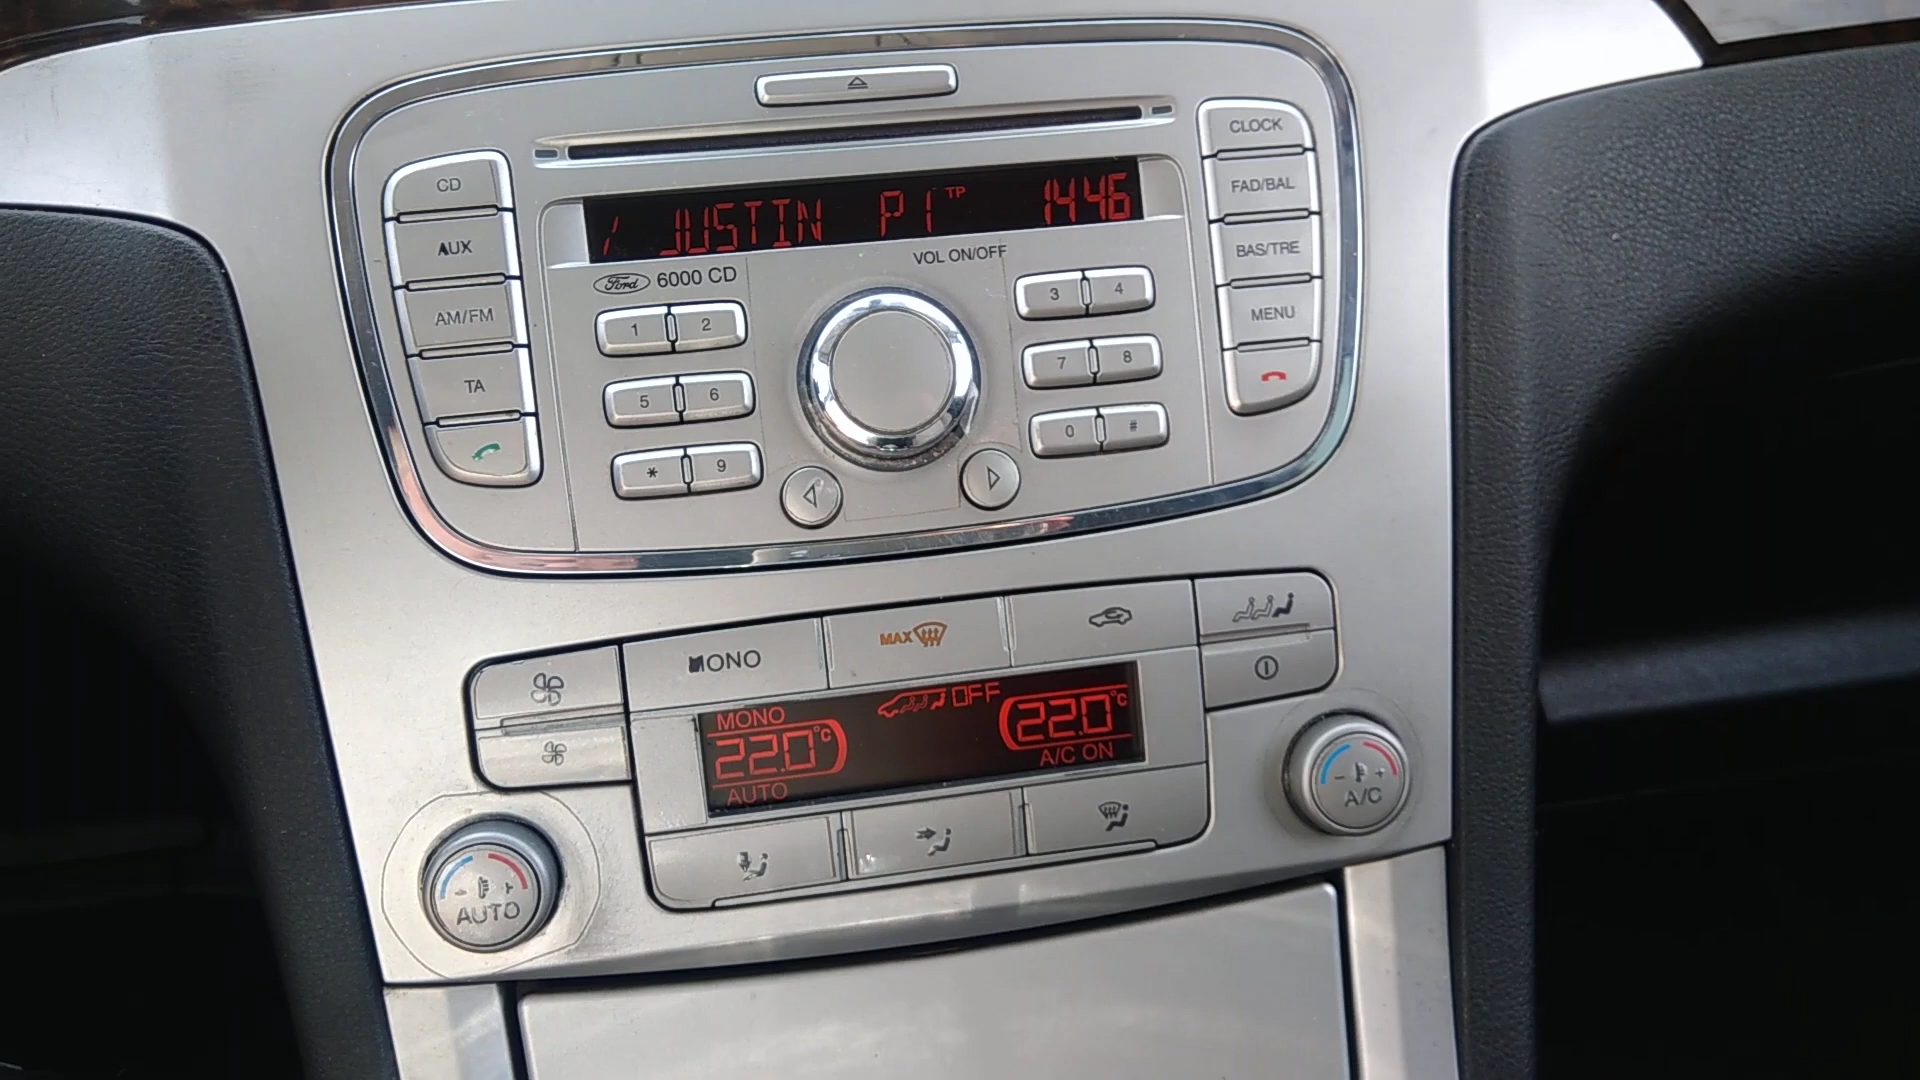 CD
AUX
AM/FM
TA
/ JUSTIN P1 TP 1446
Ford 6000 CD
VOL ON/OFF
1 2
5 6
* 9
3 4
7 8
0 #
CLOCK
FAD/BAL
BAS/TRE
MENU
MONO
MAX
MONO
22.0°C
AUTO
OFF
22.0°C
A/C ON
- +
AUTO
- +
A/C